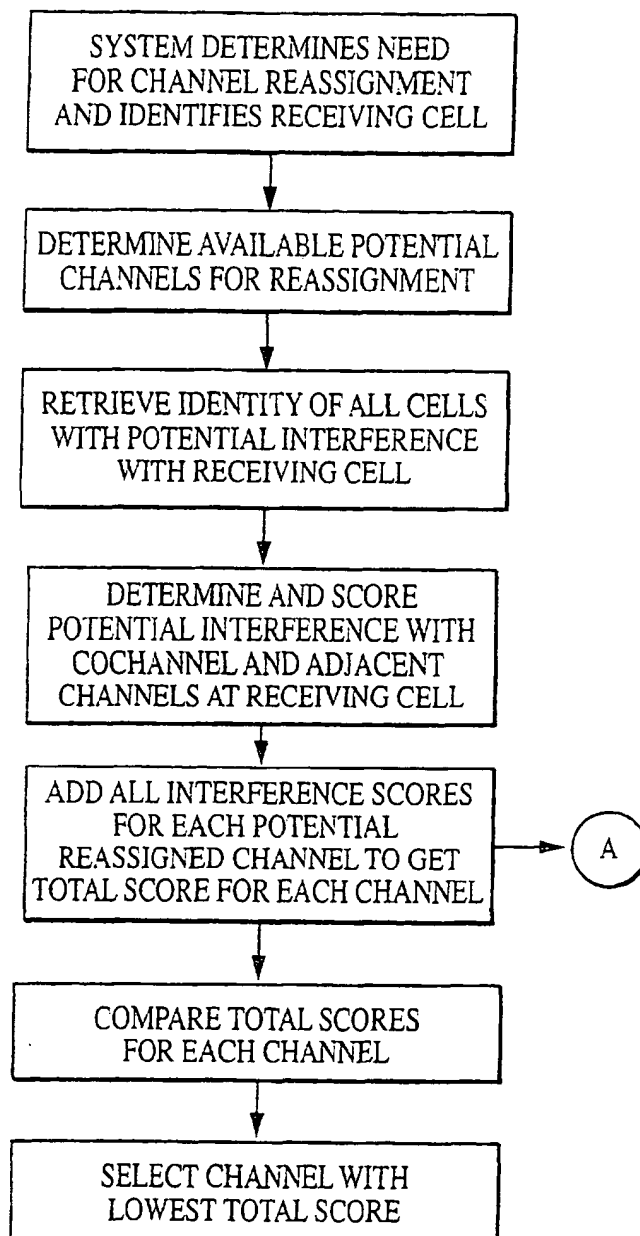 SYSTEM DETERMINES NEED
FOR CHANNEL REASSIGNMENT
AND IDENTIFIES RECEIVING CELL
DETERMINE AVAILABLE POTENTIAL
CHANNELS FOR REASSIGNMENT
RETRIEVE IDENTITY OF ALL CELLS
WITH POTENTIAL INTERFERENCE
WITH RECEIVING CELL
DETERMINE AND SCORE
POTENTIAL INTERFERENCE WITH
COCHANNEL AND ADJACENT
CHANNELS AT RECEIVING CELL
ADD ALL INTERFERENCE SCORES
FOR EACH POTENTIAL
REASSIGNED CHANNEL TO GET
TOTAL SCORE FOR EACH CHANNEL
A
COMPARE TOTAL SCORES
FOR EACH CHANNEL
SELECT CHANNEL WITH
LOWEST TOTAL SCORE